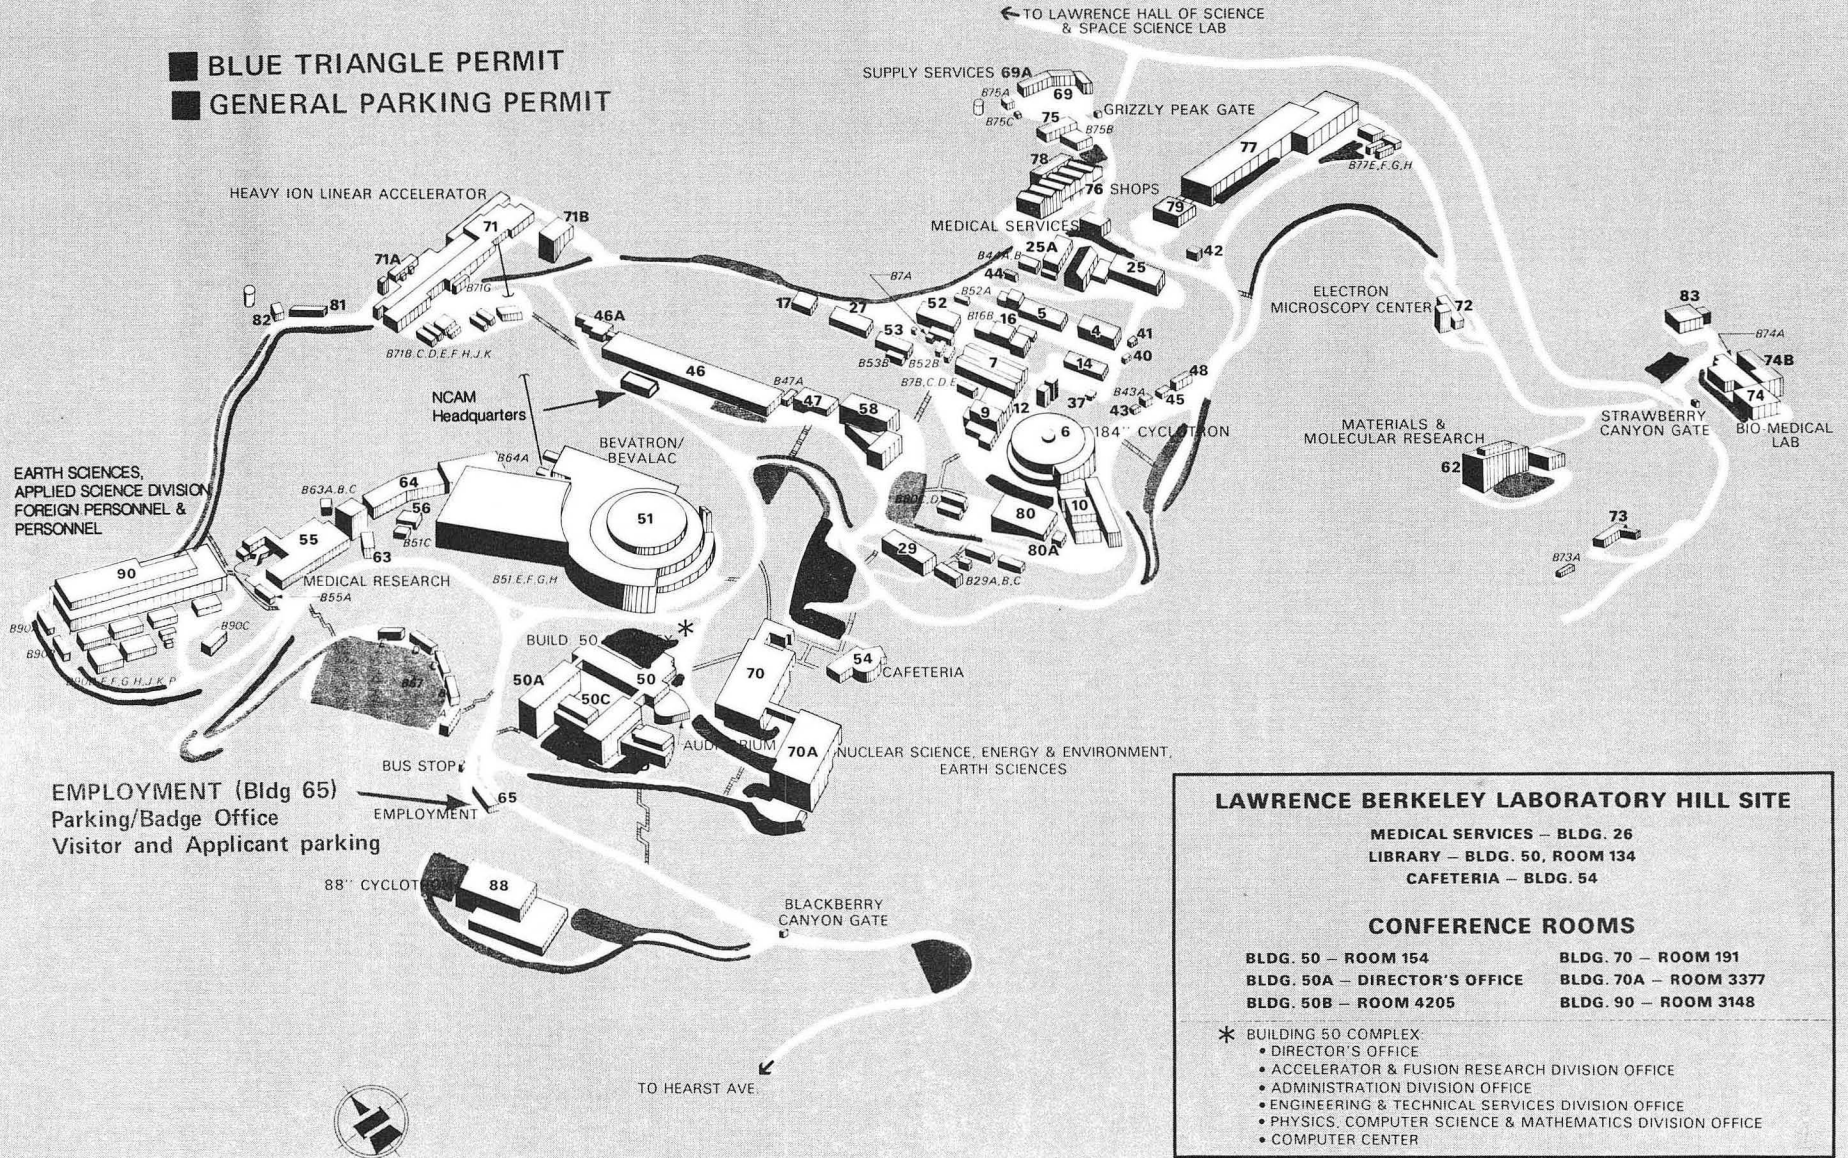 ← TO LAWRENCE HALL OF SCIENCE
& SPACE SCIENCE LAB
BLUE TRIANGLE PERMIT
GENERAL PARKING PERMIT
SUPPLY SERVICES 69A
69
B75A
B75C
75
B75B
GRIZZLY PEAK GATE
77
B77E,F,G,H
78
76 SHOPS
79
HEAVY ION LINEAR ACCELERATOR
71
71B
71A
B71G
MEDICAL SERVICES
25A
B44A,B
44
25
42
B7A
82
81
B71B,C,D,E,F,H,J,K
17
27
52
B52A
B16B
16
5
4
41
40
53
B53B
B52B
7
14
B7B,C,D,E
46A
46
B47A
47
58
9
12
37
B43A
43
45
48
6
184" CYCLOTRON
ELECTRON
MICROSCOPY CENTER
72
83
B74A
74B
74
BIO-MEDICAL
LAB
STRAWBERRY
CANYON GATE
MATERIALS &
MOLECULAR RESEARCH
62
73
B73A
NCAM
Headquarters
BEVATRON/
BEVALAC
B64A
EARTH SCIENCES,
APPLIED SCIENCE DIVISION
FOREIGN PERSONNEL &
PERSONNEL
B63A,B,C
64
56
B51C
63
55
51
B51,E,F,G,H
MEDICAL RESEARCH
B55A
90
B90C
80
10
80A
29
B29A,B,C
BUILD 50
*
50A
50C
50
70
70A
54
CAFETERIA
NUCLEAR SCIENCE, ENERGY & ENVIRONMENT,
EARTH SCIENCES
BUS STOP
EMPLOYMENT (Bldg 65)
Parking/Badge Office
Visitor and Applicant parking
EMPLOYMENT
65
88
BLACKBERRY
CANYON GATE
TO HEARST AVE.
LAWRENCE BERKELEY LABORATORY HILL SITE
MEDICAL SERVICES – BLDG. 26
LIBRARY – BLDG. 50, ROOM 134
CAFETERIA – BLDG. 54
CONFERENCE ROOMS
BLDG. 50 – ROOM 154
BLDG. 50A – DIRECTOR'S OFFICE
BLDG. 50B – ROOM 4205
BLDG. 70 – ROOM 191
BLDG. 70A – ROOM 3377
BLDG. 90 – ROOM 3148
* BUILDING 50 COMPLEX:
• DIRECTOR'S OFFICE
• ACCELERATOR & FUSION RESEARCH DIVISION OFFICE
• ADMINISTRATION DIVISION OFFICE
• ENGINEERING & TECHNICAL SERVICES DIVISION OFFICE
• PHYSICS, COMPUTER SCIENCE & MATHEMATICS DIVISION OFFICE
• COMPUTER CENTER